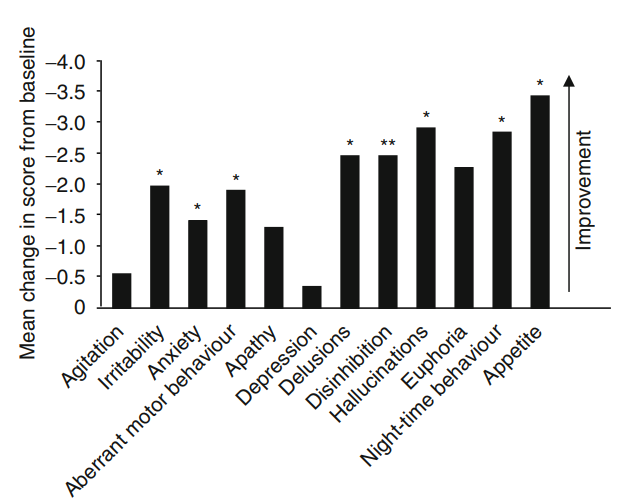 Mean change in score from baseline
–4.0
–3.5
–3.0
–2.5
–2.0
–1.5
–1.0
–0.5
0
*
*
*
*
**
*
*
*
Improvement
Agitation
Irritability
Anxiety
Aberrant motor behaviour
Apathy
Depression
Delusions
Disinhibition
Hallucinations
Euphoria
Night-time behaviour
Appetite